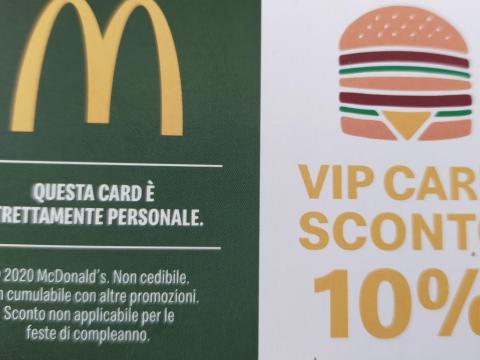 QUESTA CARD È
TRETTAMENTE PERSONALE.
2020 McDonald's. Non cedibile.
n cumulabile con altre promozioni.
Sconto non applicabile per le
feste di compleanno.
VIP CAR
SCONTO
10%